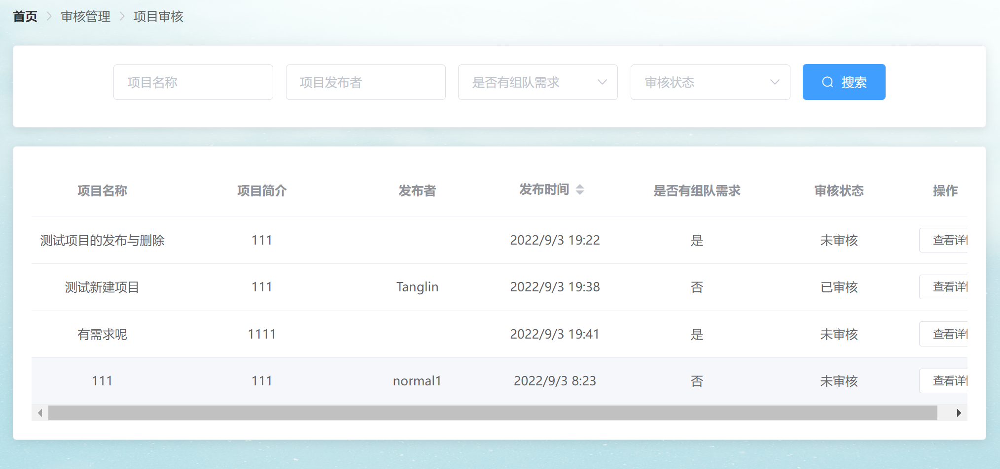 首页 审核管理 项目审核
项目名称 项目发布者 是否有组队需求 审核状态 搜索
项目名称 项目简介 发布者 发布时间 是否有组队需求 审核状态 操作
测试项目的发布与删除 111 2022/9/3 19:22 是 未审核 查看详
测试新建项目 111 Tanglin 2022/9/3 19:38 否 已审核 查看详
有需求呢 1111 2022/9/3 19:41 是 未审核 查看详
111 111 normal1 2022/9/3 8:23 否 未审核 查看详